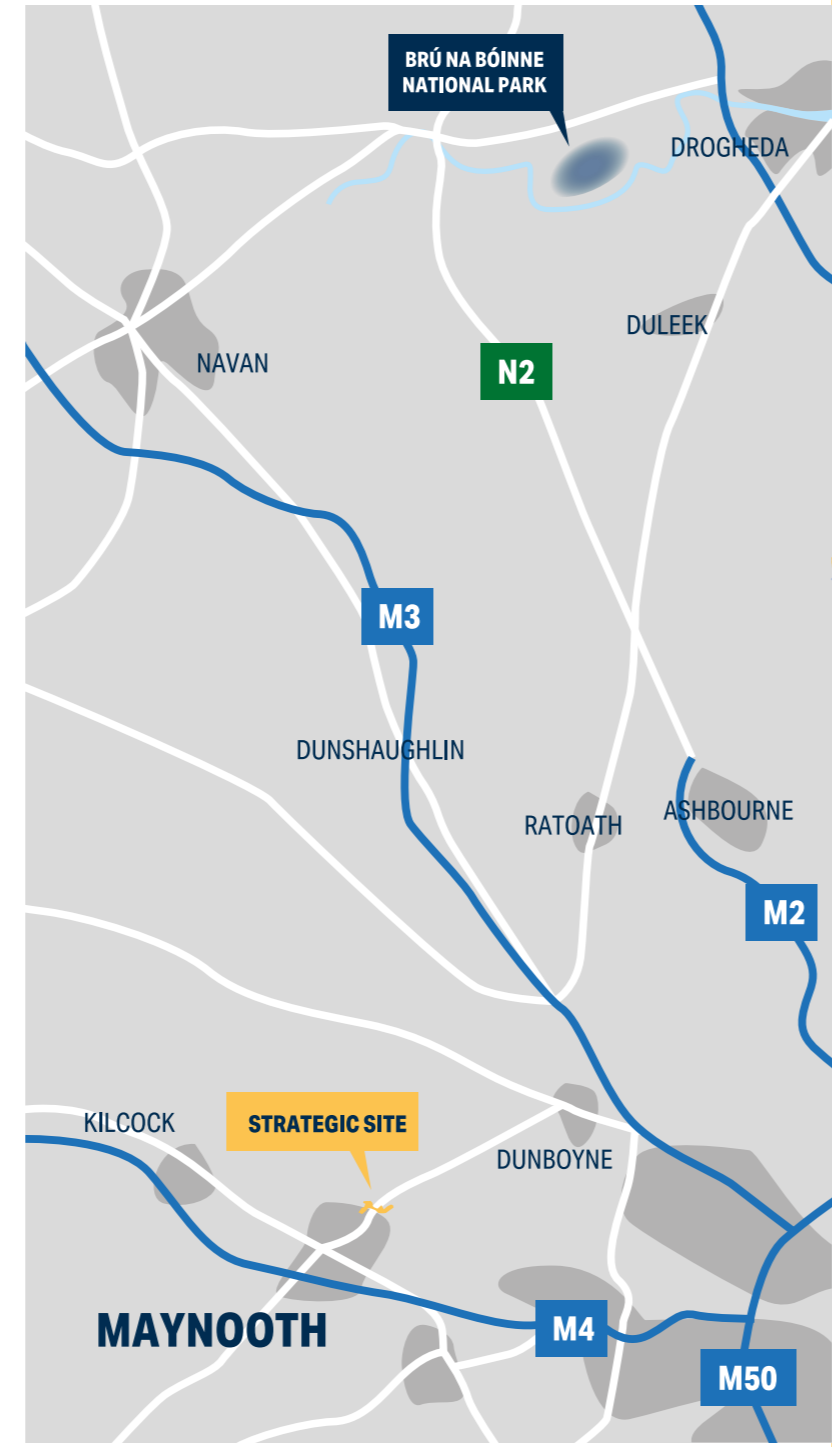 BRÚ NA BÓINNE
NATIONAL PARK
DROGHEDA
DULEEK
NAVAN
N2
M3
DUNSHAUGHLIN
RATOATH
ASHBOURNE
M2
KILCOCK
STRATEGIC SITE
DUNBOYNE
MAYNOOTH
M4
M50